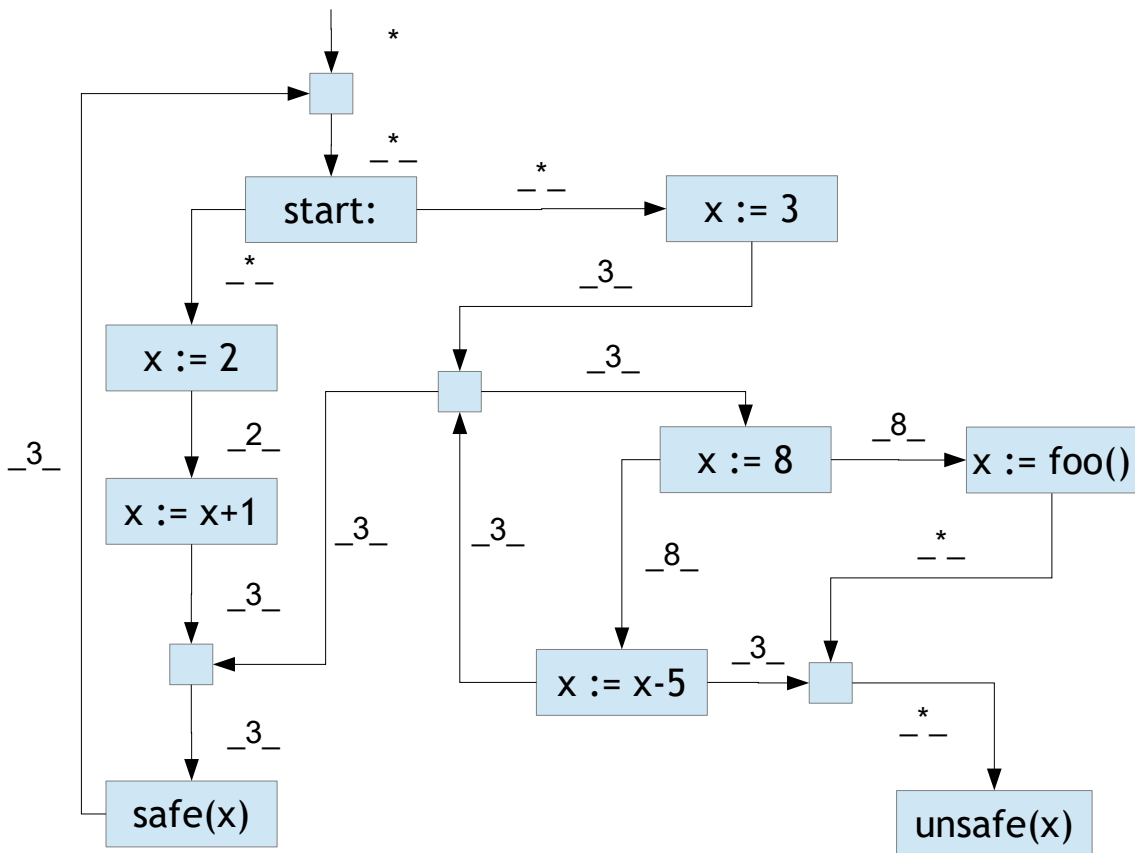 *
_*_
start:
_*_
x := 3
_*_
_3_
x := 2
_3_
_2_
_3_
x := 8
_8_
x := foo()
x := x+1
_3_
_3_
_8_
_*_
_3_
x := x-5
_3_
_3_
_*_
safe(x)
unsafe(x)